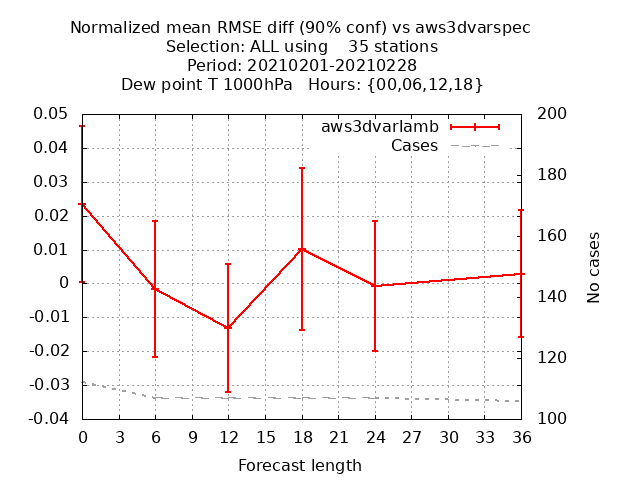 Normalized mean RMSE diff (90% conf) vs aws3dvarspec
Selection: ALL using    35 stations
Period: 20210201-20210228
Dew point T 1000hPa   Hours: {00,06,12,18}
aws3dvarlamb
Cases
0.05
0.04
0.03
0.02
0.01
0
-0.01
-0.02
-0.03
-0.04
200
180
160
140
120
100
No cases
0 3 6 9 12 15 18 21 24 27 30 33 36
Forecast length